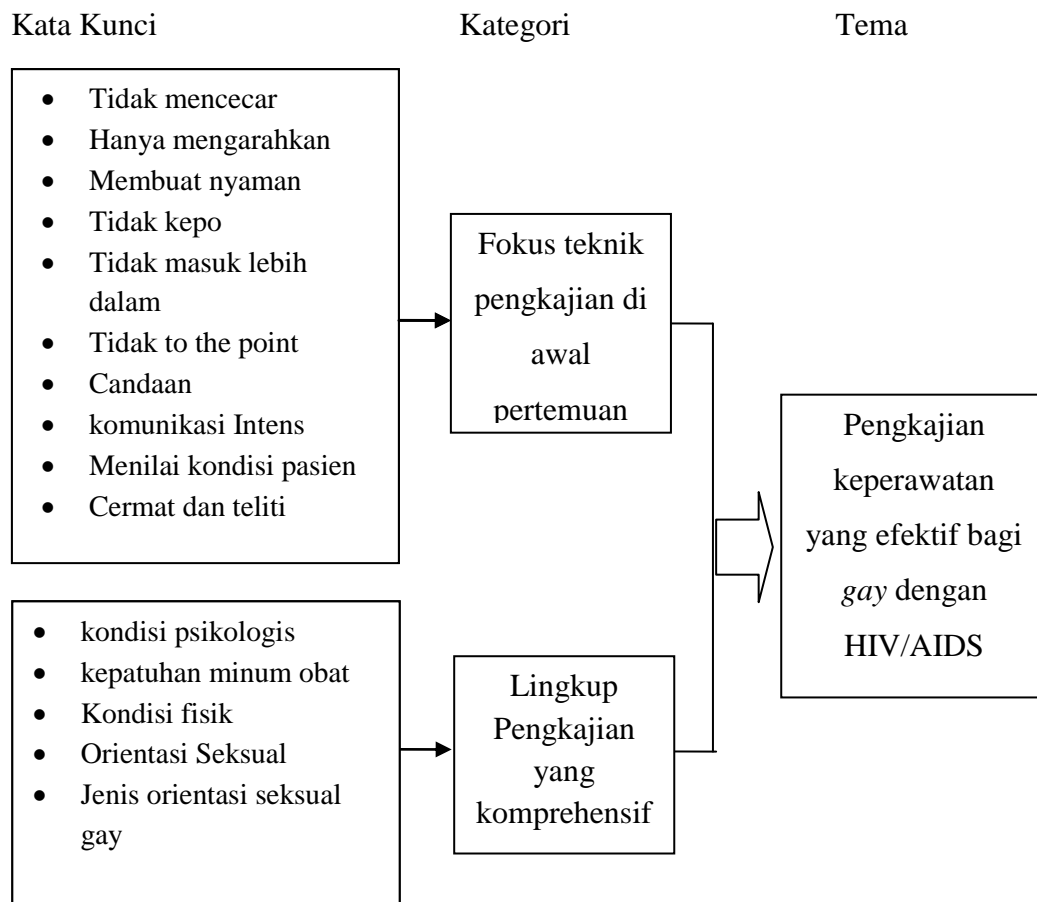 Kata Kunci
Kategori
Tema
• Tidak mencecar
• Hanya mengarahkan
• Membuat nyaman
• Tidak kepo
• Tidak masuk lebih
dalam
• Tidak to the point
• Candaan
• komunikasi Intens
• Menilai kondisi pasien
• Cermat dan teliti
Fokus teknik
pengkajian di
awal
pertemuan
• kondisi psikologis
• kepatuhan minum obat
• Kondisi fisik
• Orientasi Seksual
• Jenis orientasi seksual
gay
Lingkup
Pengkajian
yang
komprehensif
Pengkajian
keperawatan
yang efektif bagi
gay dengan
HIV/AIDS